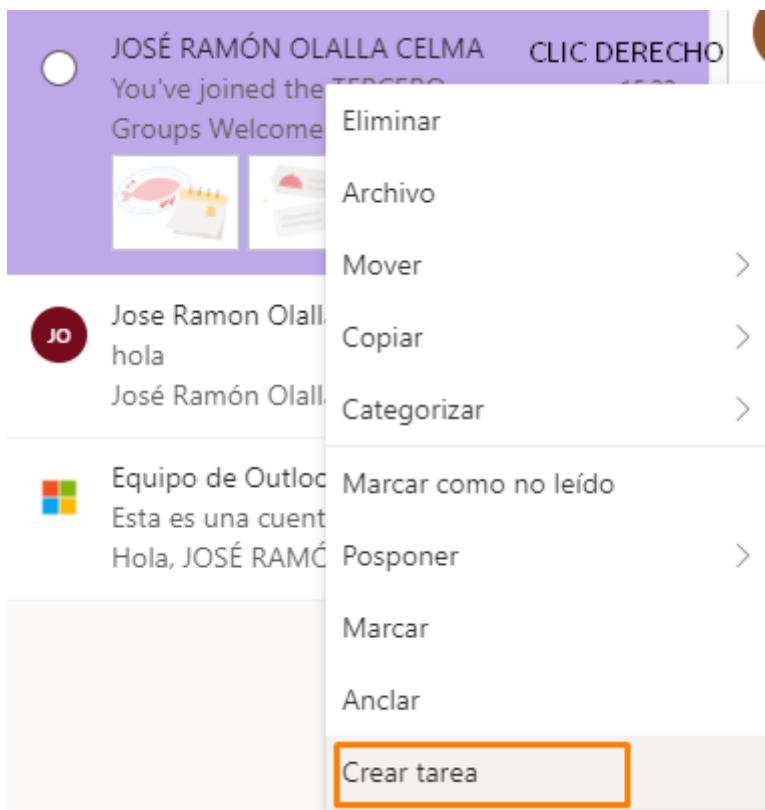 JOSÉ RAMÓN OLALLA CELMA CLIC DERECHO
You've joined the TERCERO
Groups Welcome
Eliminar
Archivo
Mover
Jose Ramon Olall
JO
hola
Copiar
José Ramón Olall
Categorizar
Equipo de Outloo
Marcar como no leído
Esta es una cuent
Hola, JOSÉ RAMÓ
Posponer
Marcar
Anclar
Crear tarea